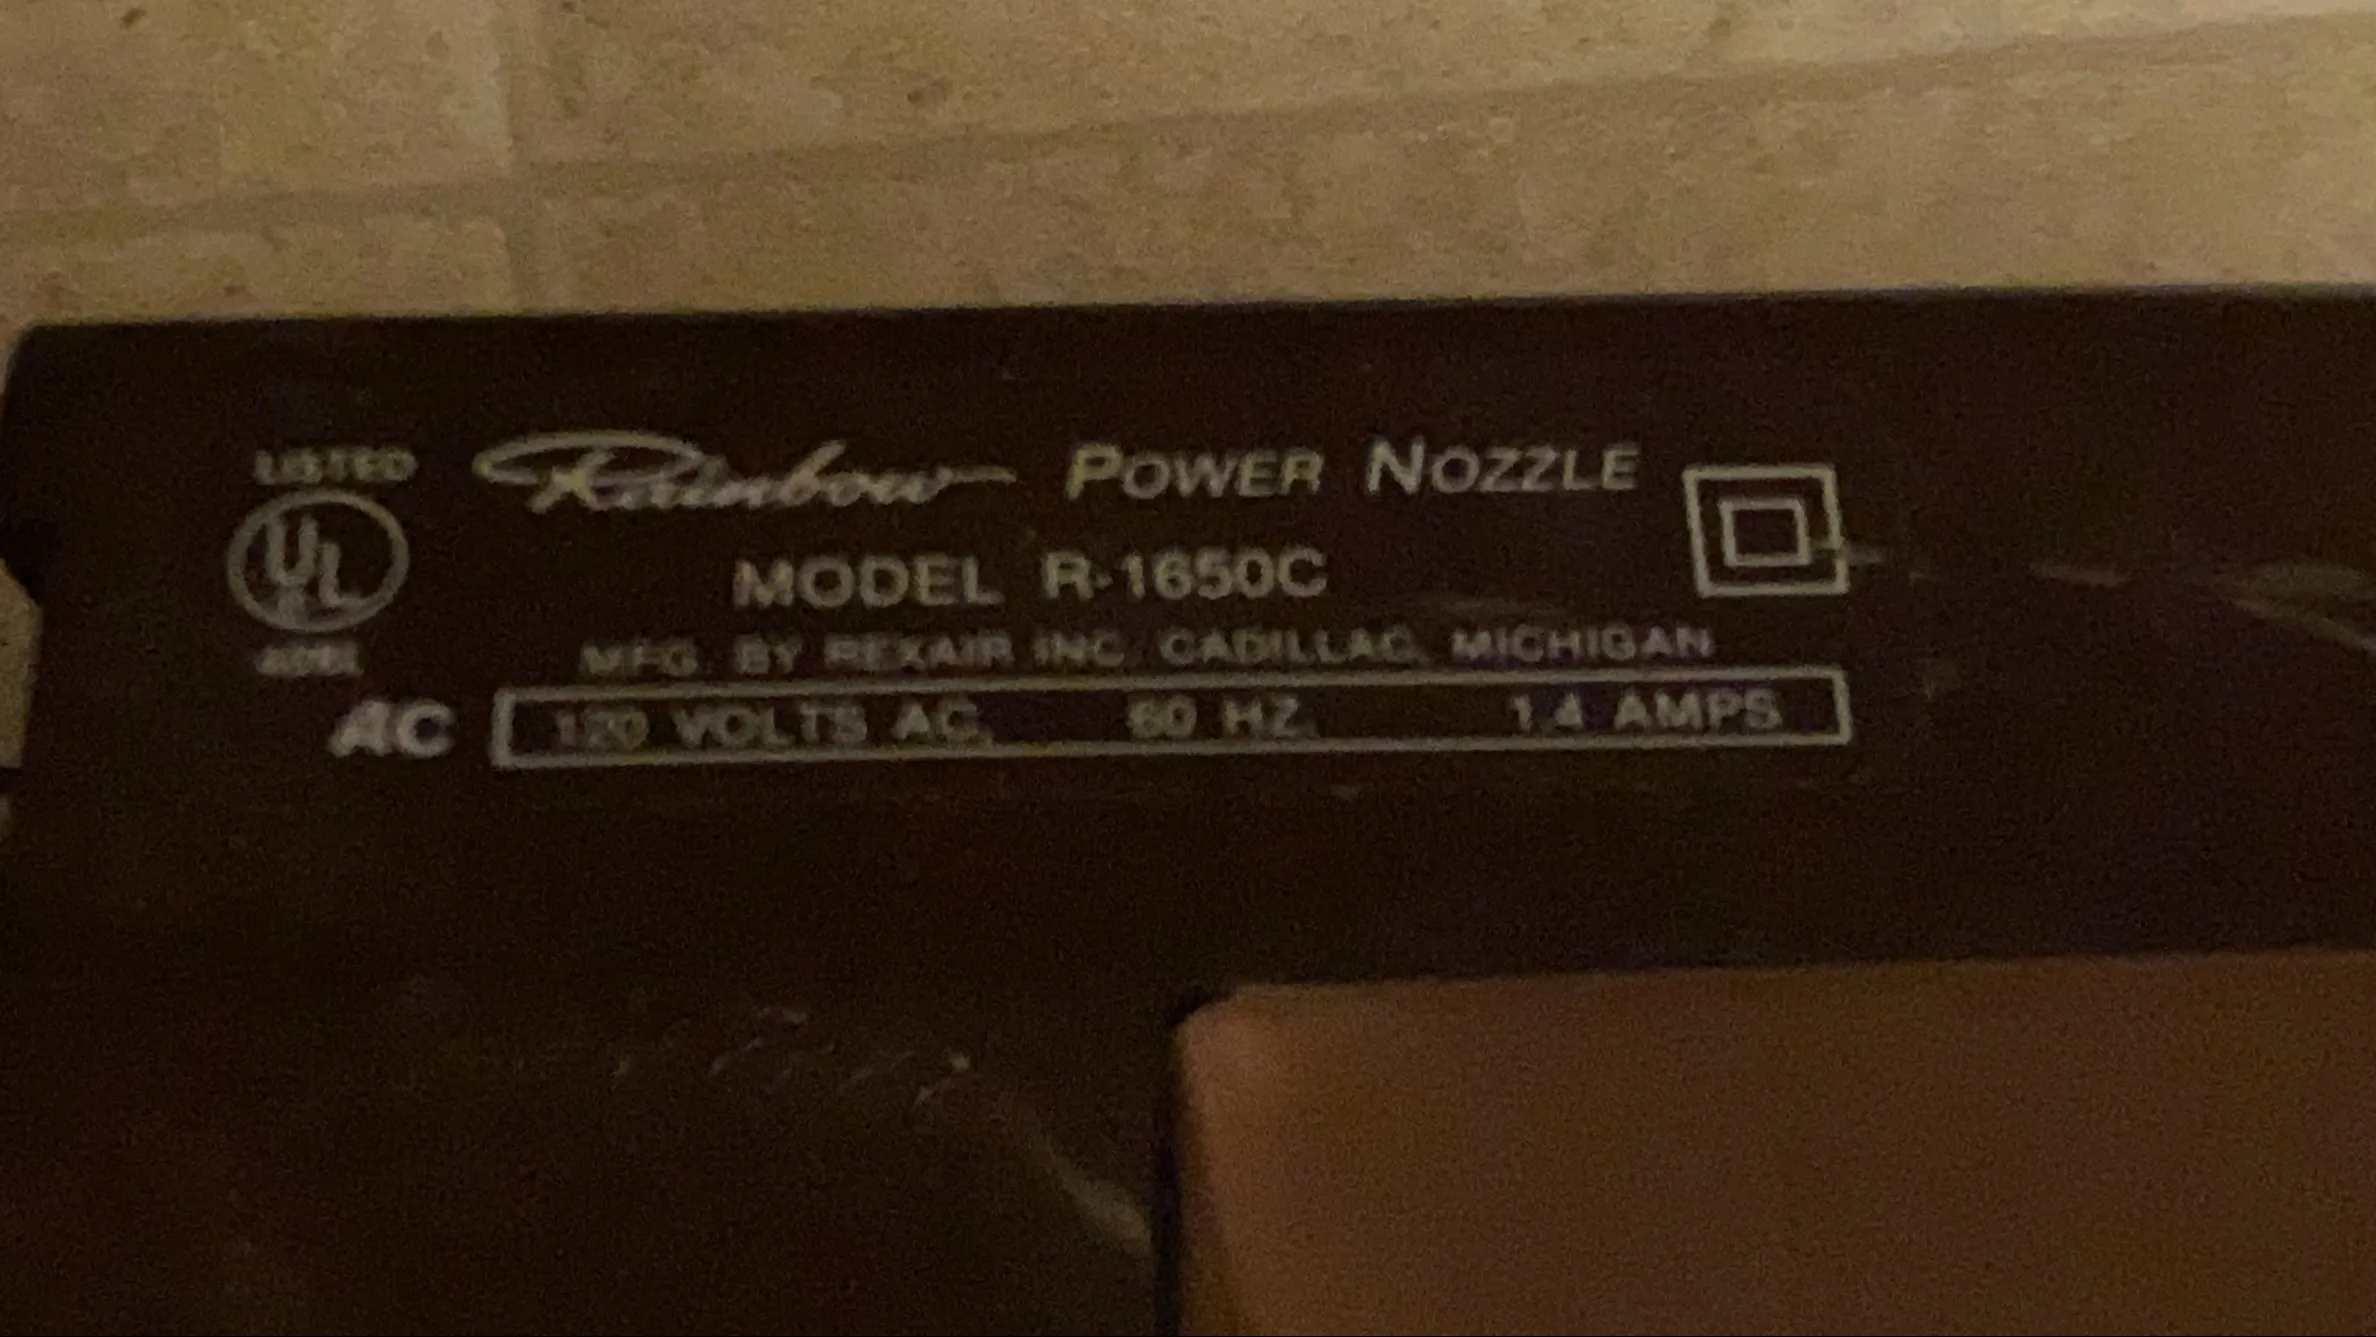 LISTED
Rainbow POWER NOZZLE
UL
MODEL R-1650C
MFG. BY REXAIR INC. CADILLAC, MICHIGAN
AC 120 VOLTS AC, 60 HZ. 1.4 AMPS